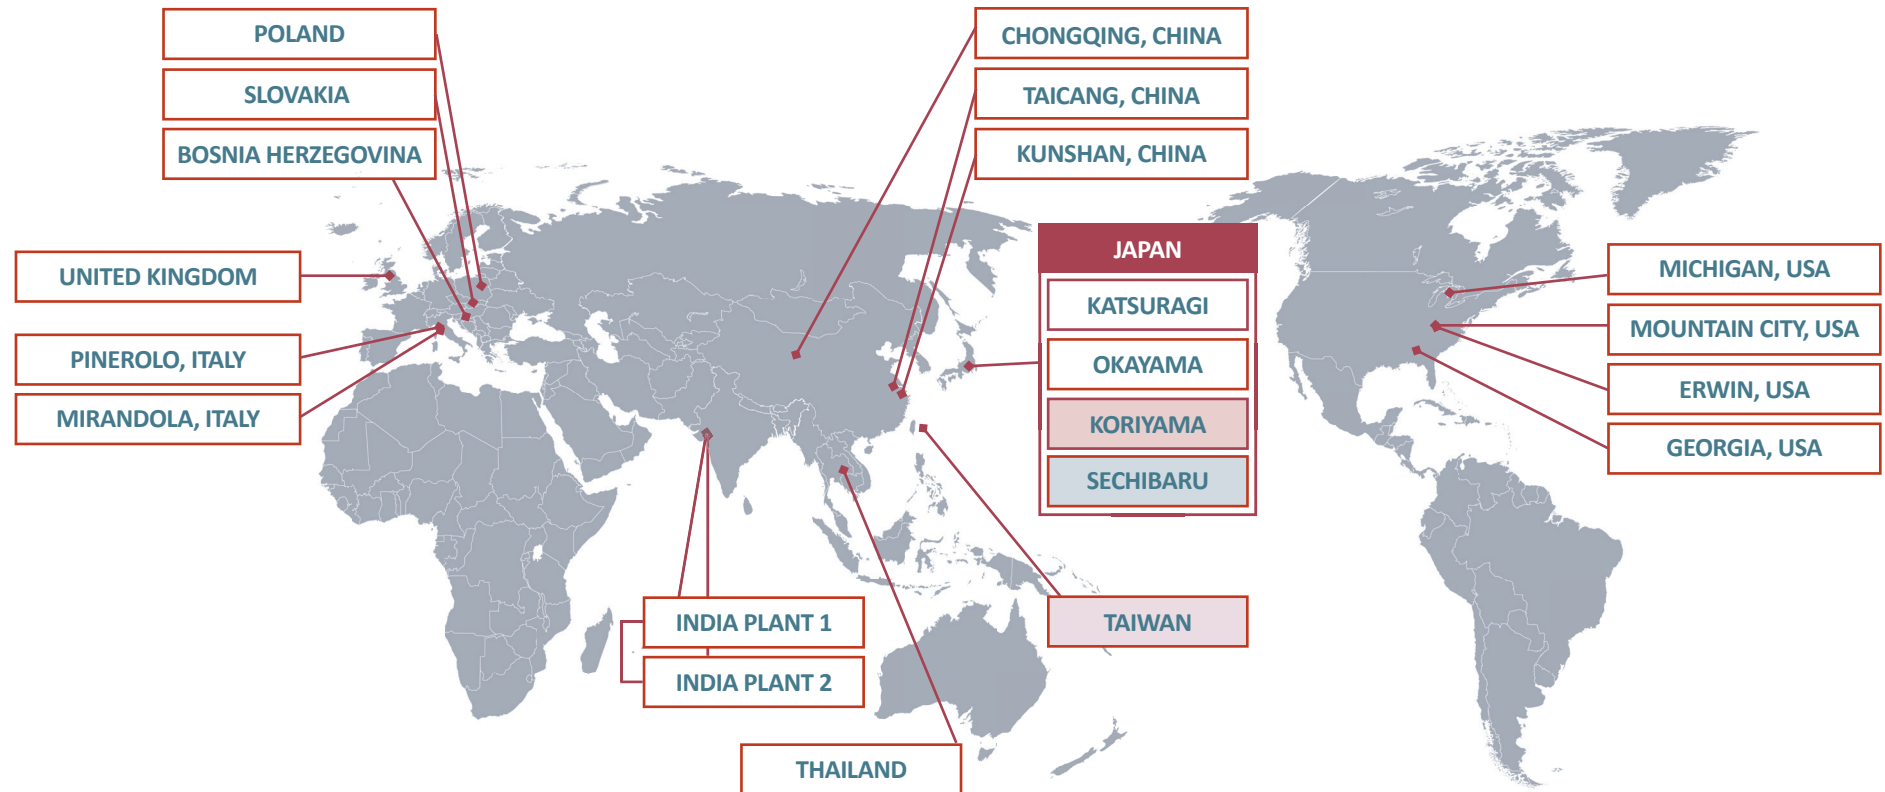 POLAND
SLOVAKIA
BOSNIA HERZEGOVINA
UNITED KINGDOM
PINEROLO, ITALY
MIRANDOLA, ITALY
CHONGQING, CHINA
TAICANG, CHINA
KUNSHAN, CHINA
JAPAN
KATSURAGI
OKAYAMA
KORIYAMA
SECHIBARU
MICHIGAN, USA
MOUNTAIN CITY, USA
ERWIN, USA
GEORGIA, USA
INDIA PLANT 1
INDIA PLANT 2
TAIWAN
THAILAND